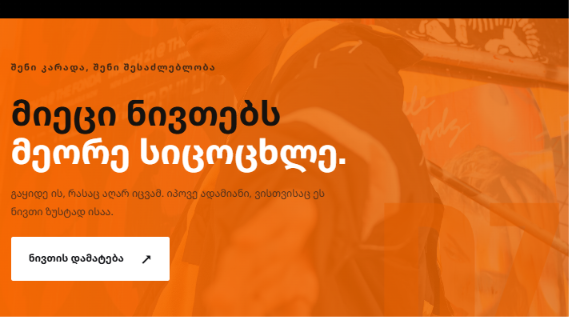 შენი კარადა, შენი შესაძლებლობა
მიეცი ნივთებს
მეორე სიცოცხლე.
გაყიდე ის, რასაც აღარ იცვამ. იპოვე ადამიანი, ვისთვისაც ეს
ნივთი ზუსტად ისაა.
ნივთის დამატება ↗